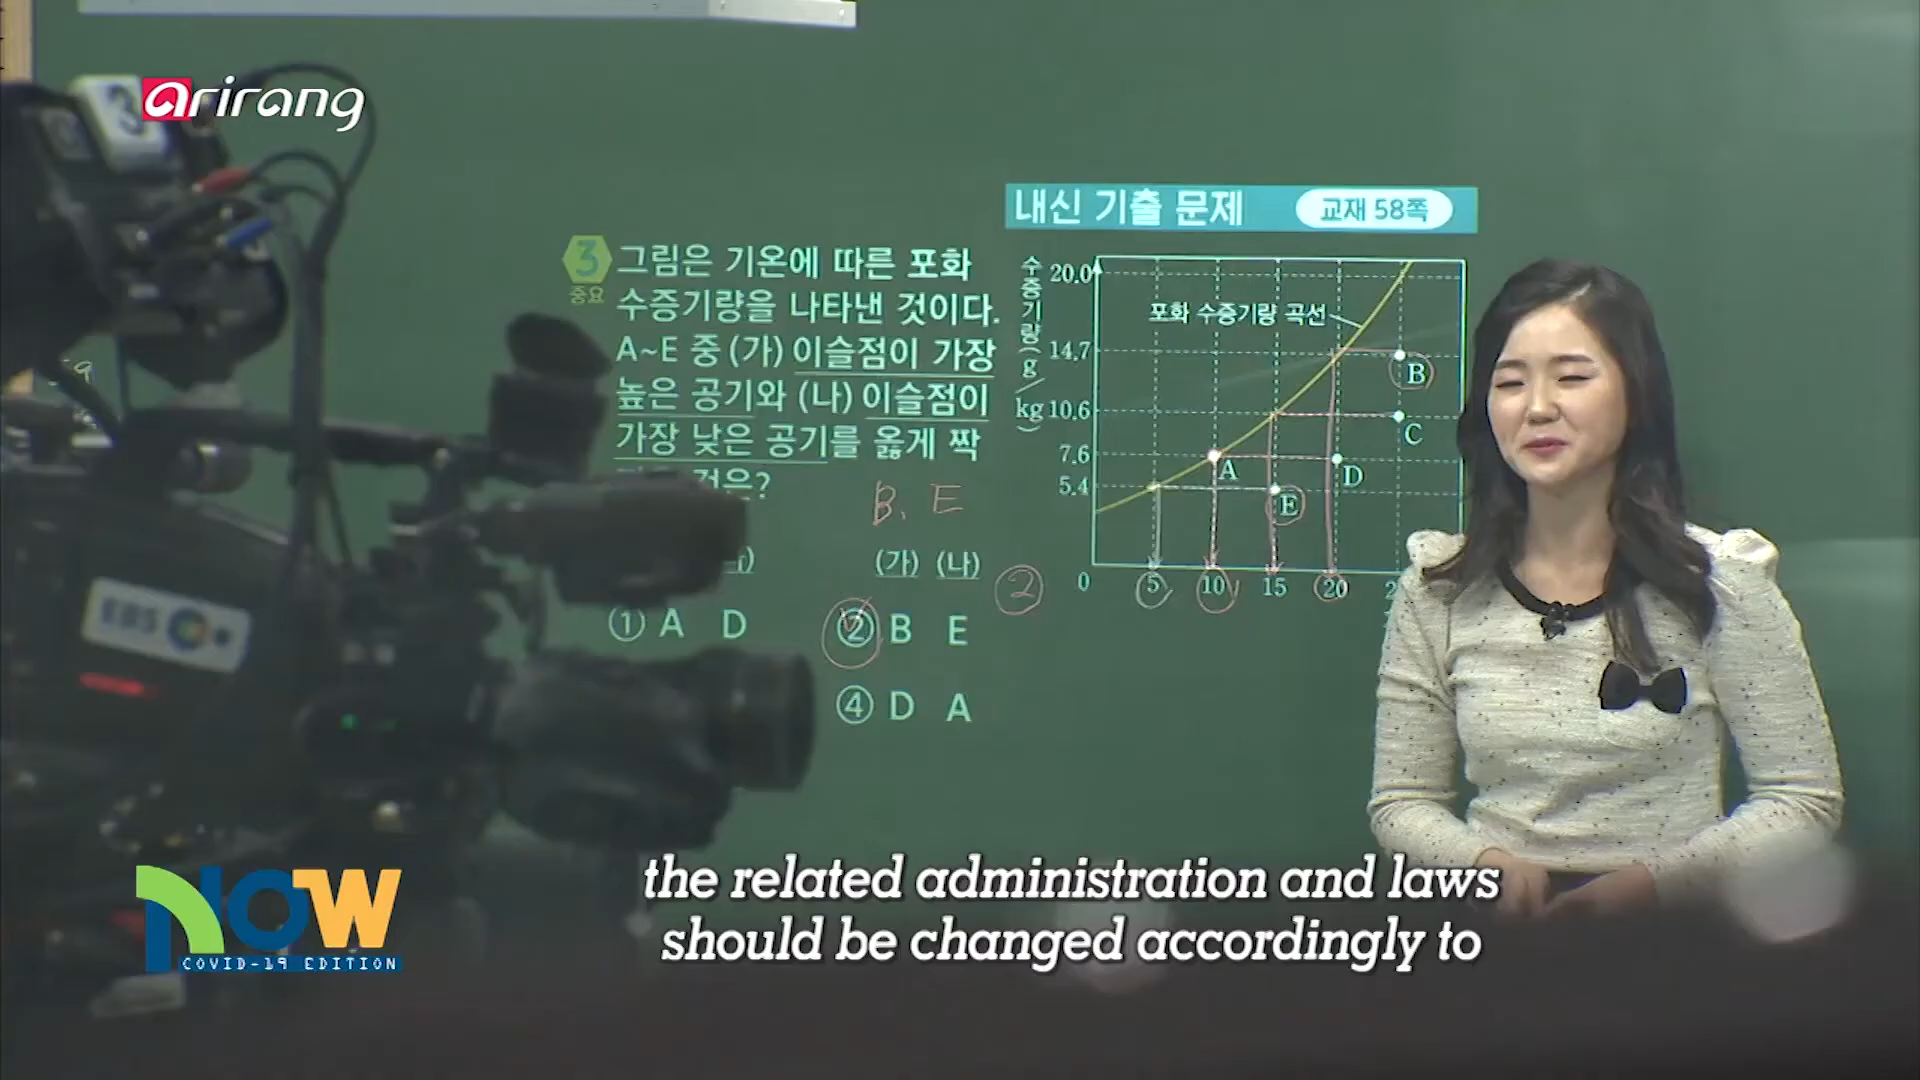 3
arirang
내신 기출 문제 교재 58쪽
3 그림은 기온에 따른 포화
중요
수증기량을 나타낸 것이다.
A~E 중 (가) 이슬점이 가장
높은 공기와 (나) 이슬점이
가장 낮은 공기를 옳게 짝
것은?
B, E
(가) (나)
① A D
② B E
④ D A
②
수증기량(g/kg)
20.0
14.7
10.6
7.6
5.4
0 5 10 15 20
포화 수증기량 곡선
A
B
C
D
E
EBS
NOW
COVID-19 EDITION
the related administration and laws
should be changed accordingly to